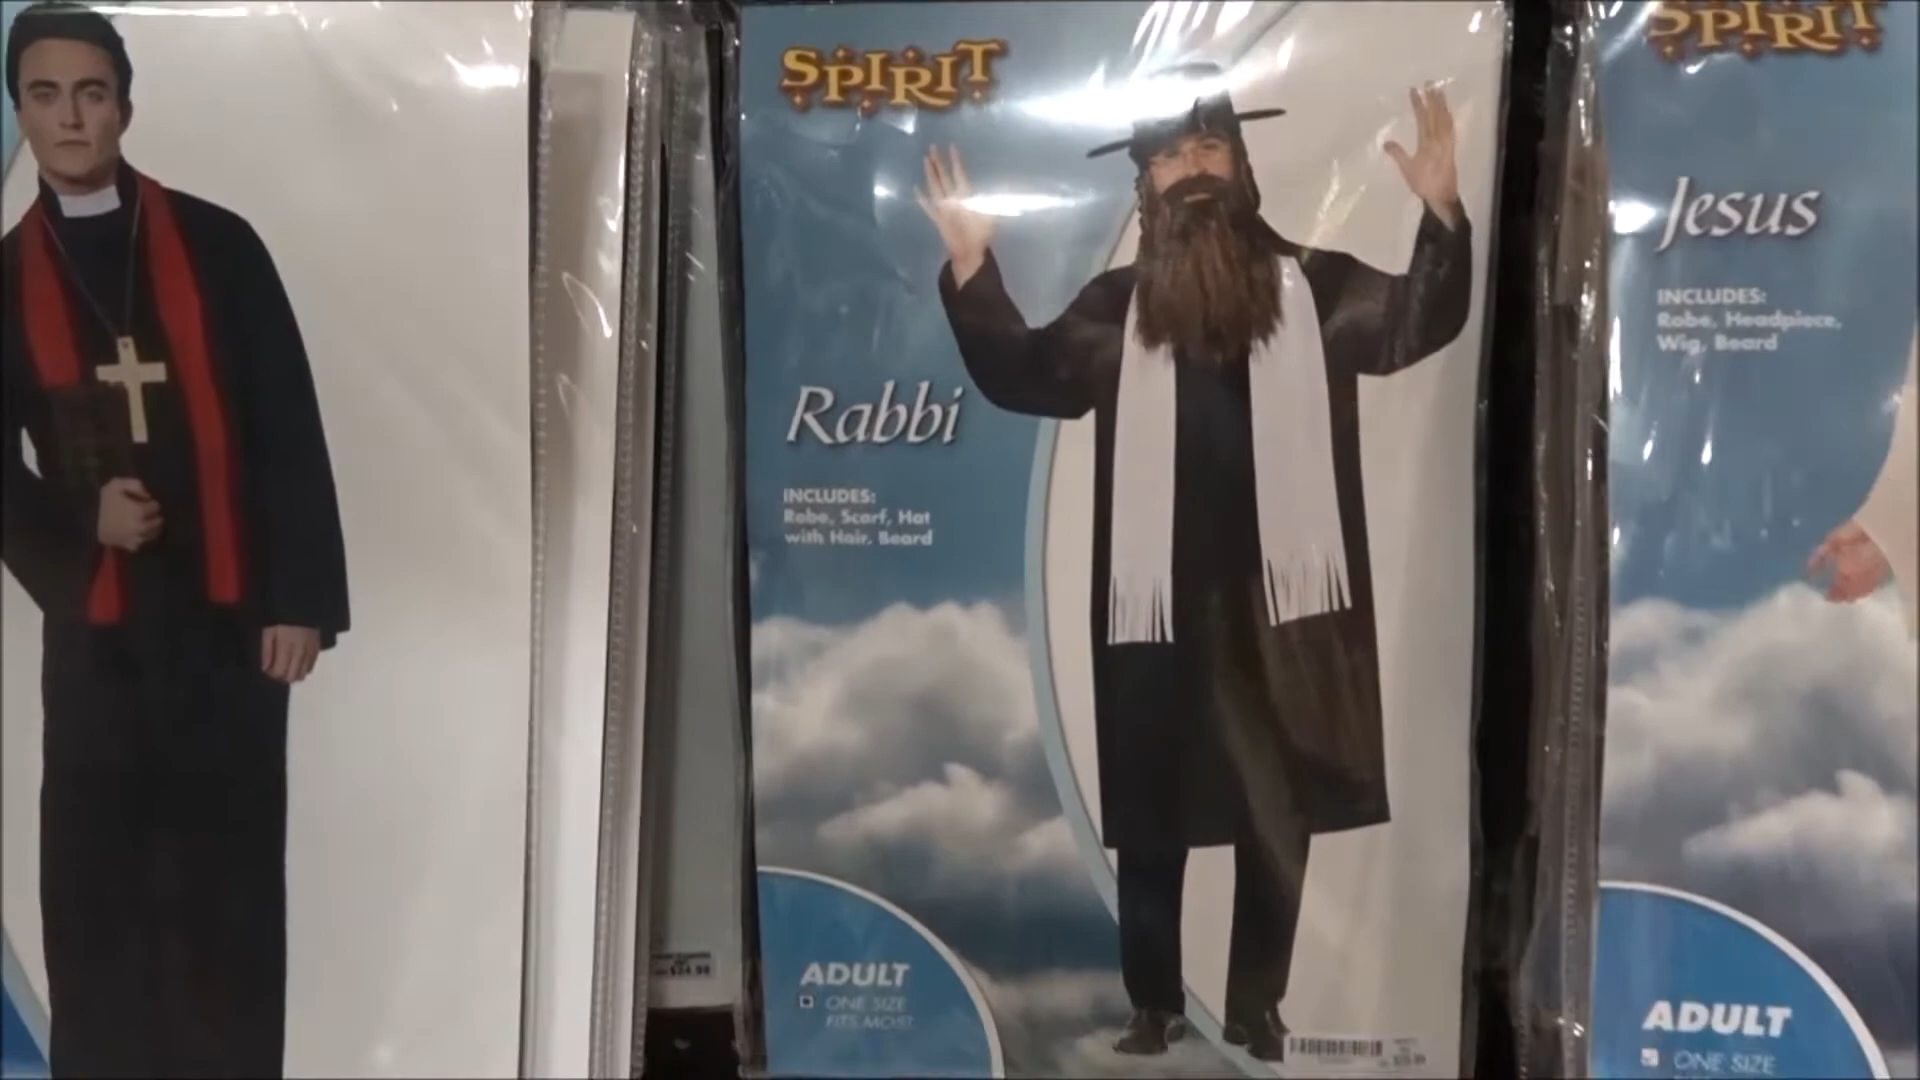 SPIRIT
Rabbi
INCLUDES:
Robe, Scarf, Hat
with Hair, Beard
ADULT
ONE SIZE
FITS MOST
SPIRIT
Jesus
INCLUDES:
Robe, Headpiece,
Wig, Beard
ADULT
ONE SIZE